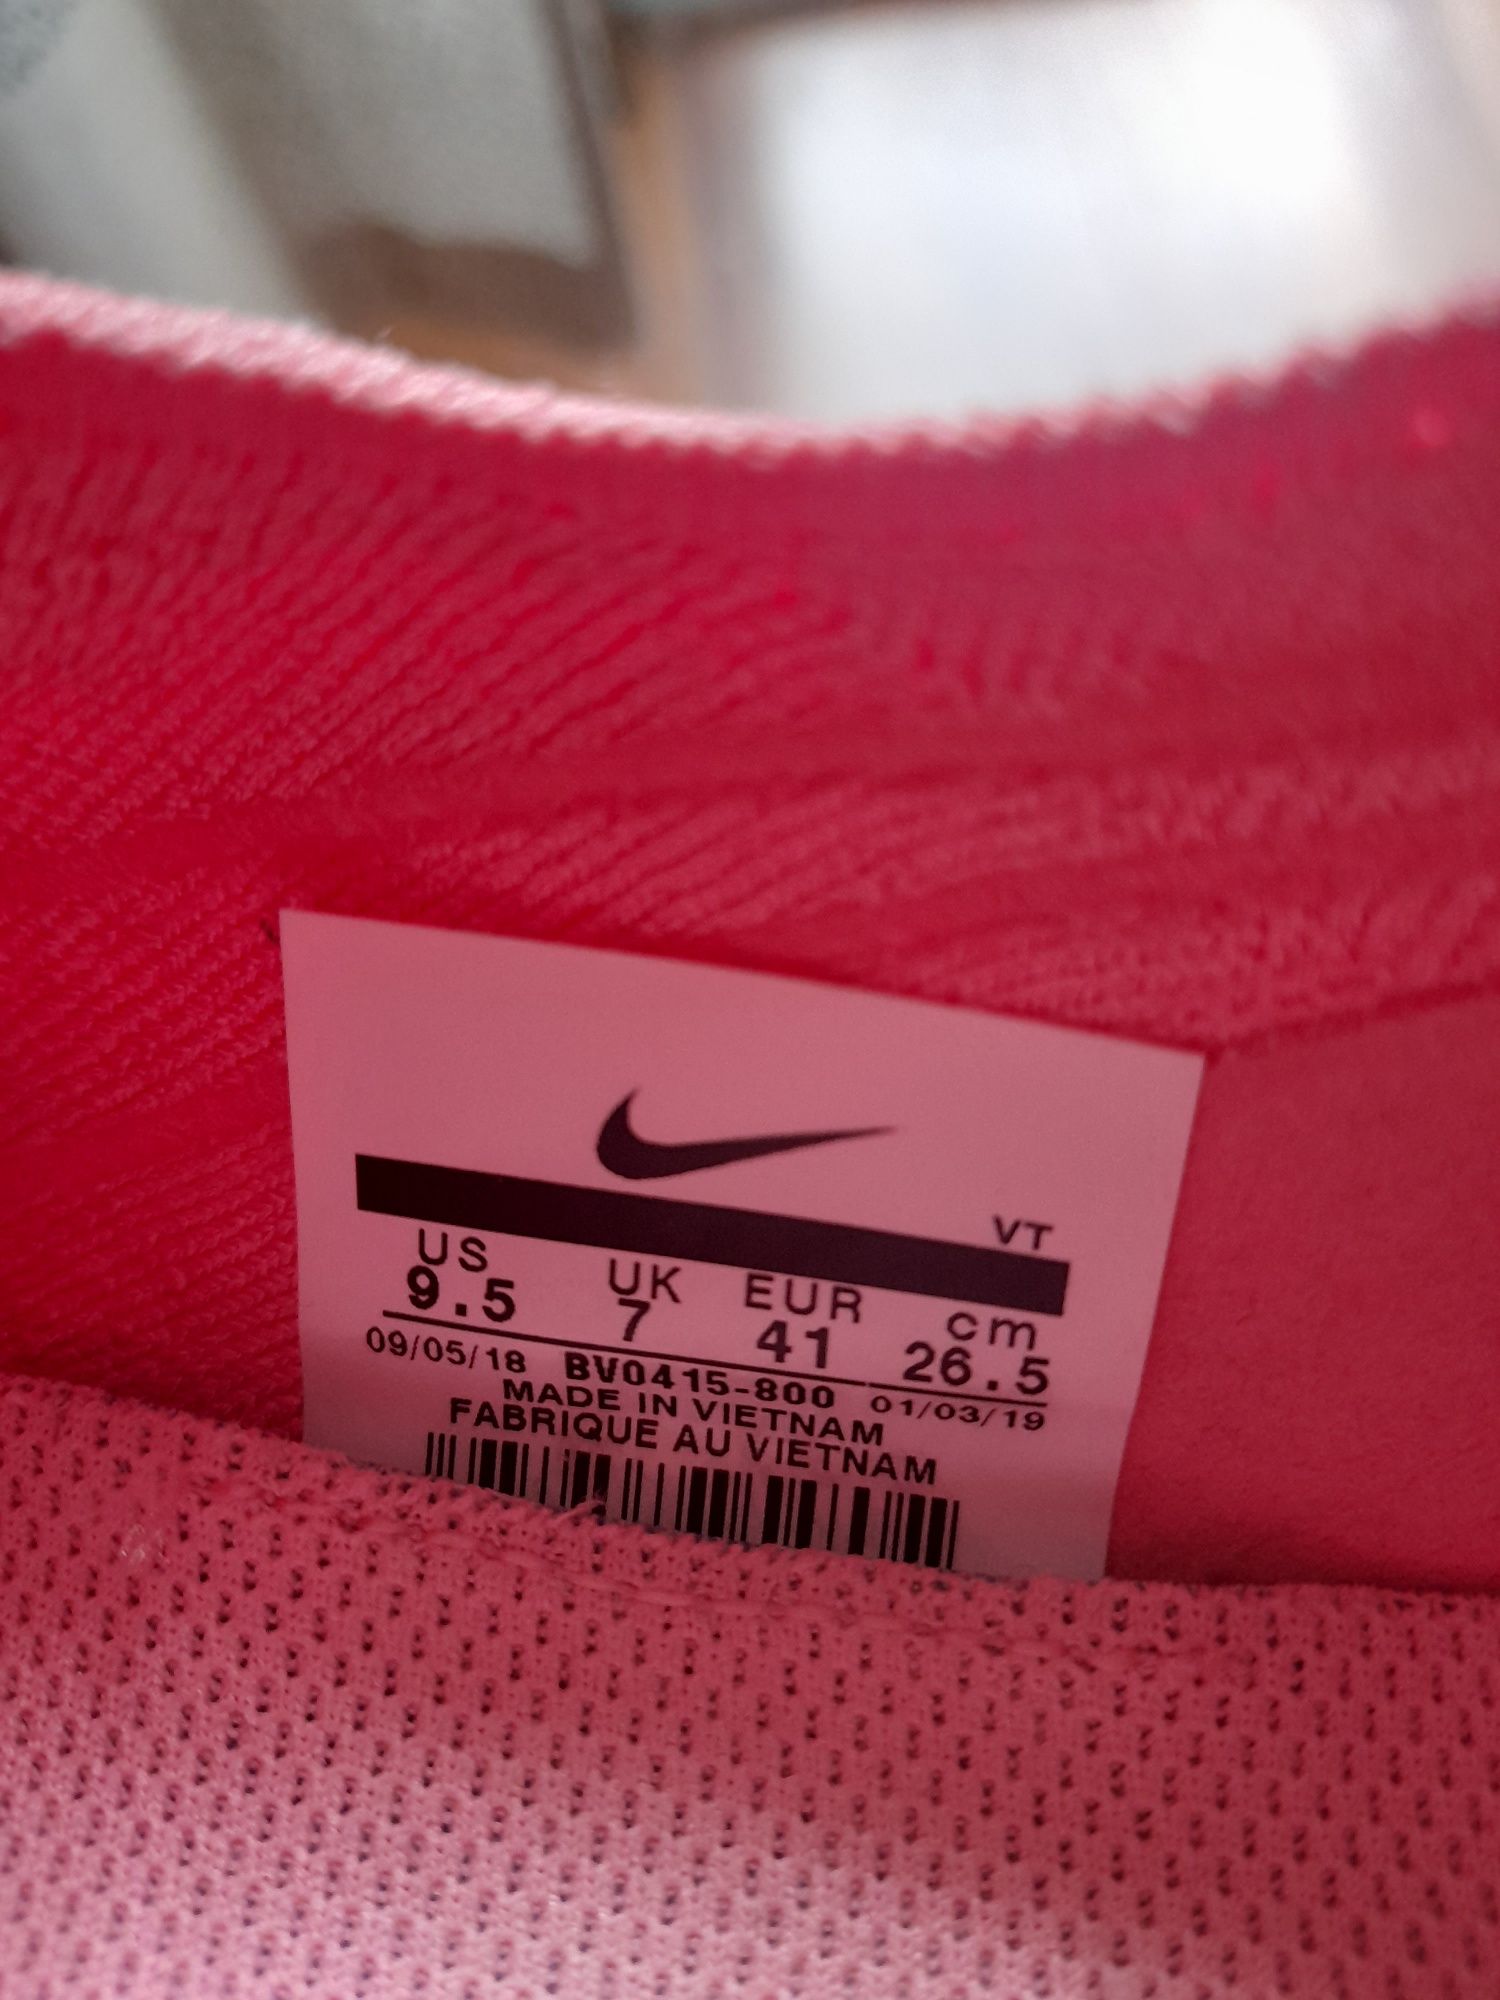 VT
US UK EUR cm
9.5 7 41 26.5
09/05/18 BV0415-800 01/03/19
MADE IN VIETNAM
FABRIQUE AU VIETNAM